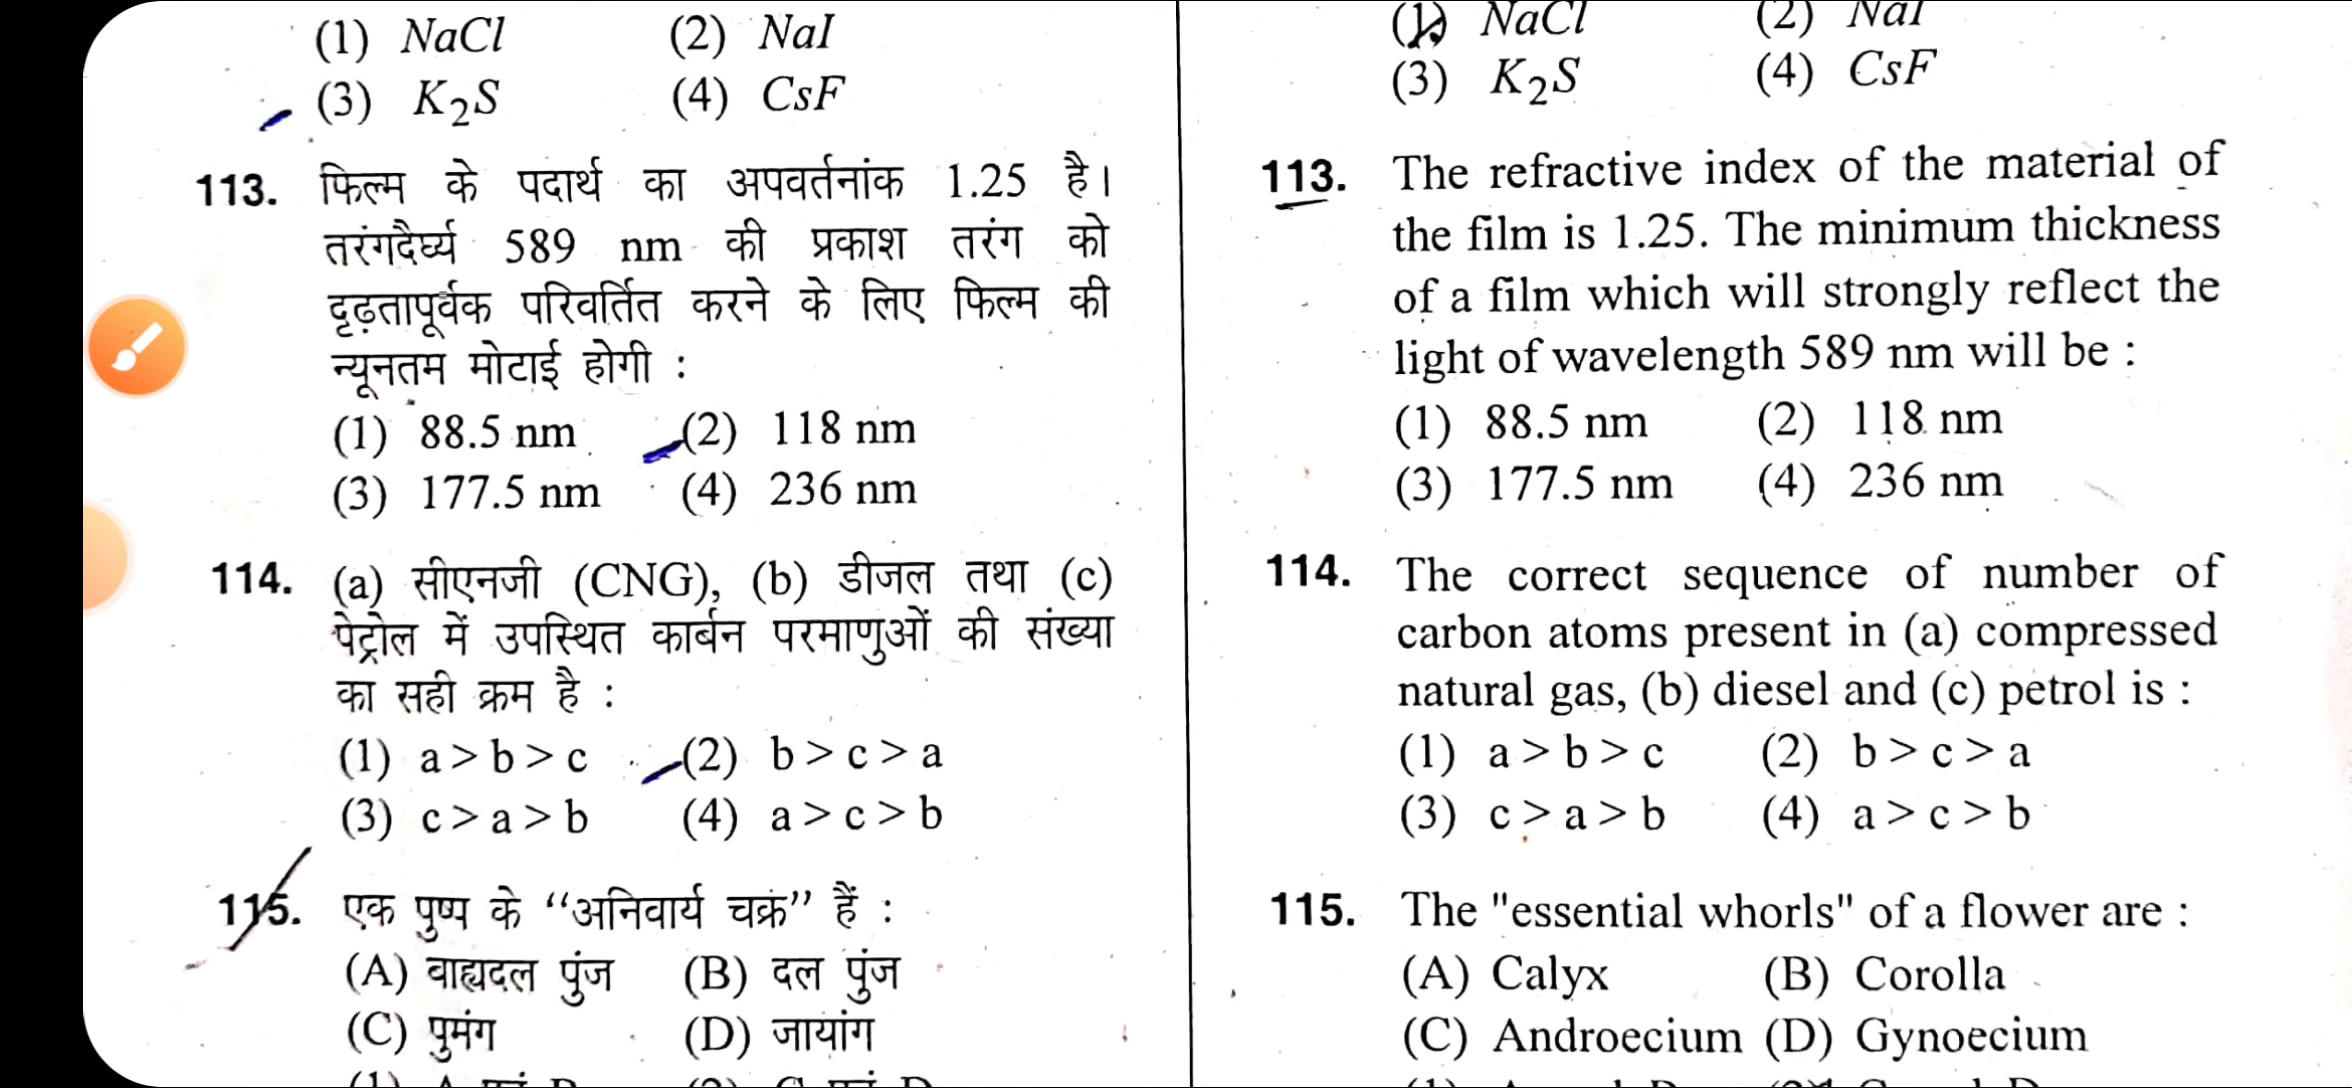 (1) NaCl (2) NaI
(3) K₂S (4) CsF
113. फिल्म के पदार्थ का अपवर्तनांक 1.25 है।
तरंगदैर्घ्य 589 nm की प्रकाश तरंग को
दृढ़तापूर्वक परिवर्तित करने के लिए फिल्म की
न्यूनतम मोटाई होगी :
(1) 88.5 nm (2) 118 nm
(3) 177.5 nm (4) 236 nm
114. (a) सीएनजी (CNG), (b) डीजल तथा (c)
पेट्रोल में उपस्थित कार्बन परमाणुओं की संख्या
का सही क्रम है :
(1) a > b > c (2) b > c > a
(3) c > a > b (4) a > c > b
115. एक पुष्प के ‘‘अनिवार्य चक्र’’ हैं :
(A) वाह्यदल पुंज (B) दल पुंज
(C) पुमंग (D) जायांग
(1) NaCl (2) NaI
(3) K₂S (4) CsF
113. The refractive index of the material of
the film is 1.25. The minimum thickness
of a film which will strongly reflect the
light of wavelength 589 nm will be :
(1) 88.5 nm (2) 118 nm
(3) 177.5 nm (4) 236 nm
114. The correct sequence of number of
carbon atoms present in (a) compressed
natural gas, (b) diesel and (c) petrol is :
(1) a > b > c (2) b > c > a
(3) c > a > b (4) a > c > b
115. The "essential whorls" of a flower are :
(A) Calyx (B) Corolla
(C) Androecium (D) Gynoecium